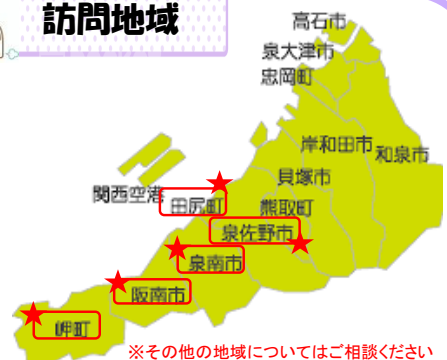 訪問地域
高石市
泉大津市
忠岡町
岸和田市
和泉市
貝塚市
関西空港
田尻町
熊取町
泉佐野市
泉南市
阪南市
岬町
※その他の地域についてはご相談ください